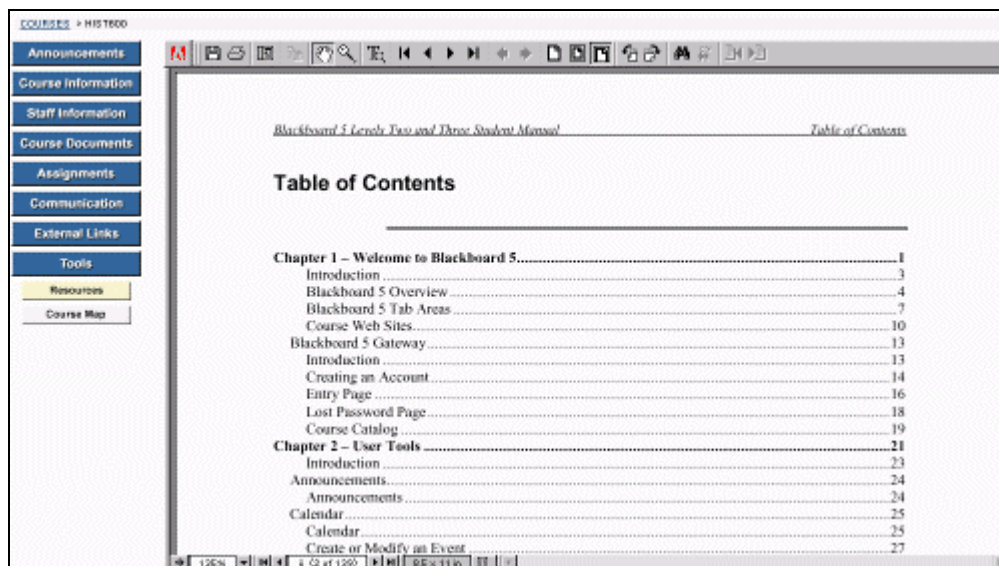 COURSES > HIST600
Announcements
Course Information
Staff Information
Course Documents
Assignments
Communication
External Links
Tools
Resources
Course Map
Blackboard 5 Levels Two and Three Student Manual Table of Contents
Table of Contents
Chapter 1 – Welcome to Blackboard 5 1
Introduction 3
Blackboard 5 Overview 4
Blackboard 5 Tab Areas 7
Course Web Sites 10
Blackboard 5 Gateway 13
Introduction 13
Creating an Account 14
Entry Page 16
Lost Password Page 18
Course Catalog 19
Chapter 2 – User Tools 21
Introduction 23
Announcements 24
Announcements 24
Calendar 25
Calendar 25
Create or Modify an Event 27